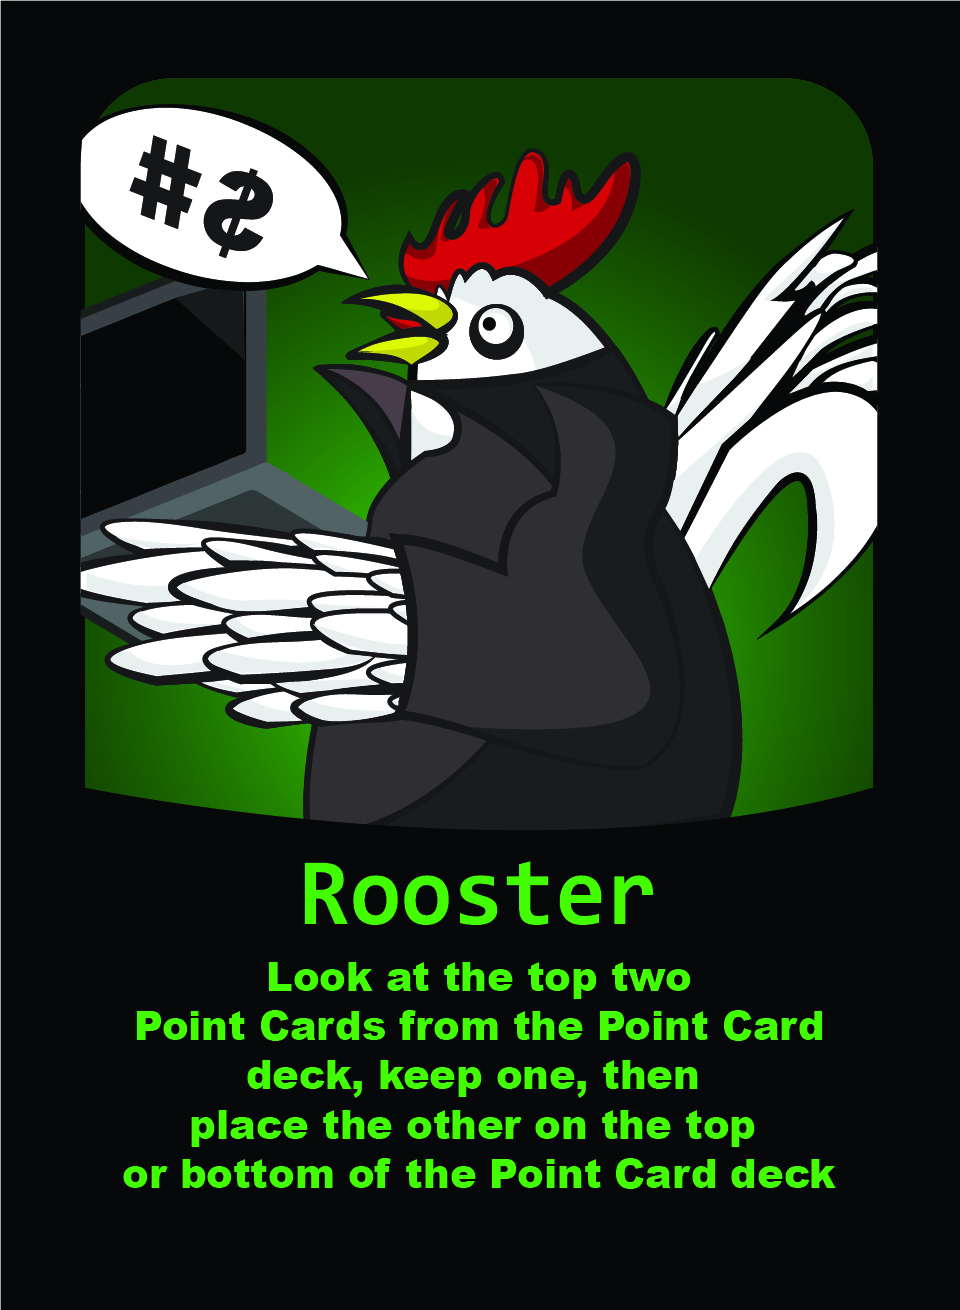 #$
Rooster
Look at the top two
Point Cards from the Point Card
deck, keep one, then
place the other on the top
or bottom of the Point Card deck